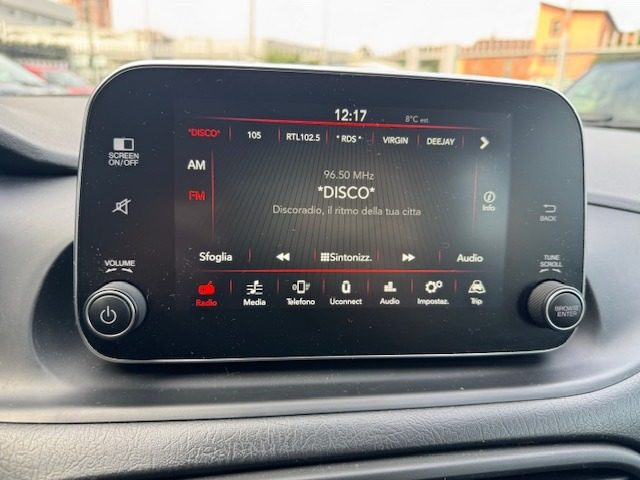 12:17
8°C est.
*DISCO* 105 RTL102.5 *RDS* VIRGIN DEEJAY
SCREEN
ON/OFF
AM
FM
96.50 MHz
*DISCO*
Discoradio, il ritmo della tua citta
Info
BACK
VOLUME
Sfoglia Sintonizz. Audio
TUNE
SCROLL
Radio Media Telefono Uconnect Audio Impostaz. Trip
BROWSE
ENTER